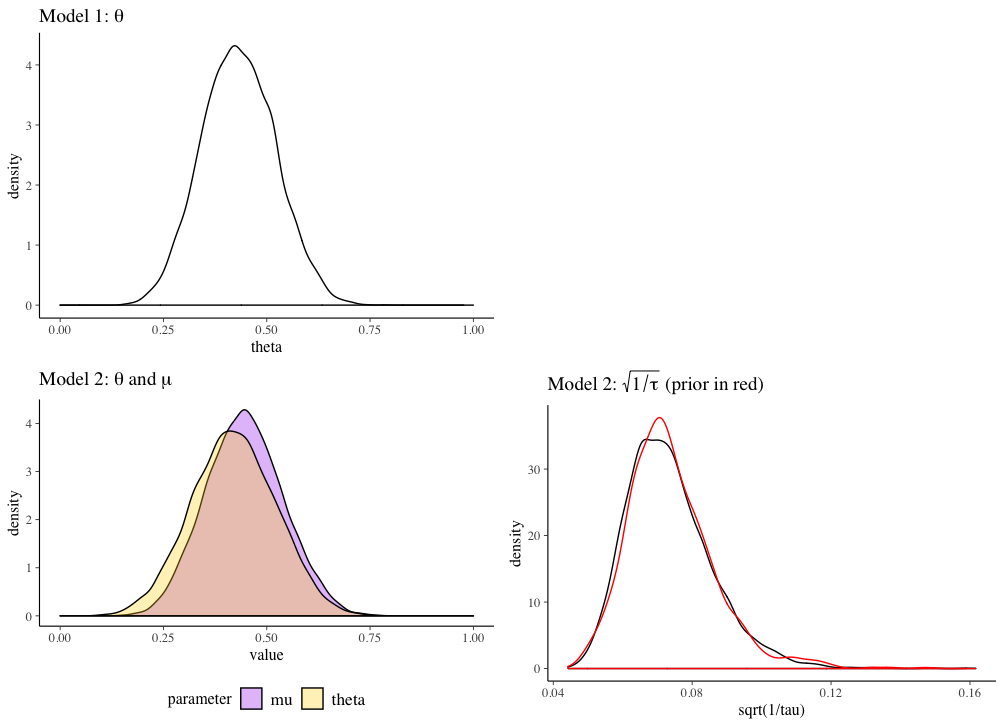 Model 1: θ
density
4
3
2
1
0
0.00 0.25 0.50 0.75 1.00
theta
Model 2: θ and μ
density
4
3
2
1
0
0.00 0.25 0.50 0.75 1.00
value
parameter mu theta
Model 2: √1/τ (prior in red)
density
30
20
10
0
0.04 0.08 0.12 0.16
sqrt(1/tau)